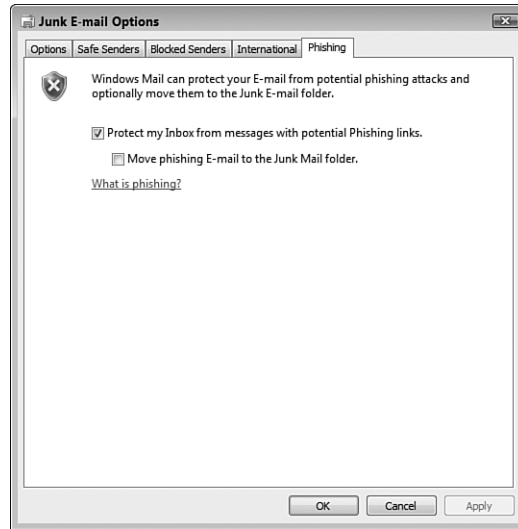 Junk E-mail Options
Options Safe Senders Blocked Senders International Phishing
Windows Mail can protect your E-mail from potential phishing attacks and
optionally move them to the Junk E-mail folder.
Protect my Inbox from messages with potential Phishing links.
Move phishing E-mail to the Junk Mail folder.
What is phishing?
OK Cancel Apply